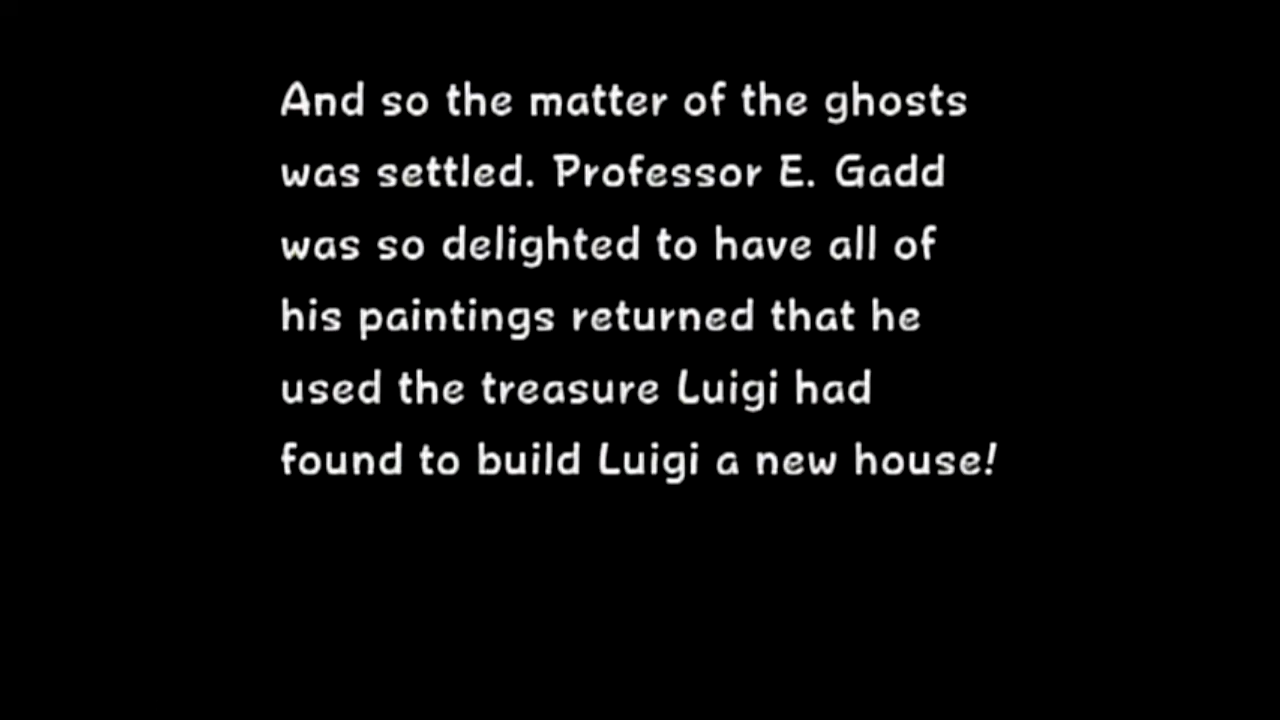 And so the matter of the ghosts
was settled. Professor E. Gadd
was so delighted to have all of
his paintings returned that he
used the treasure Luigi had
found to build Luigi a new house!